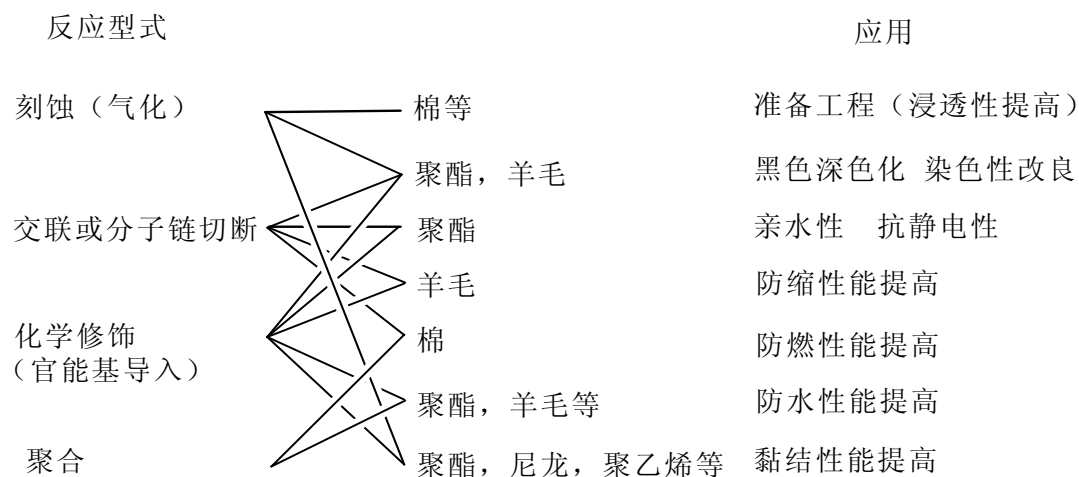 反应型式 应用
刻蚀（气化） 棉等 准备工程（浸透性提高）
聚酯，羊毛 黑色深色化 染色性改良
交联或分子链切断 聚酯 亲水性 抗静电性
羊毛 防缩性能提高
化学修饰 棉 防燃性能提高
（官能基导入）
聚酯，羊毛等 防水性能提高
聚合 聚酯，尼龙，聚乙烯等 黏结性能提高